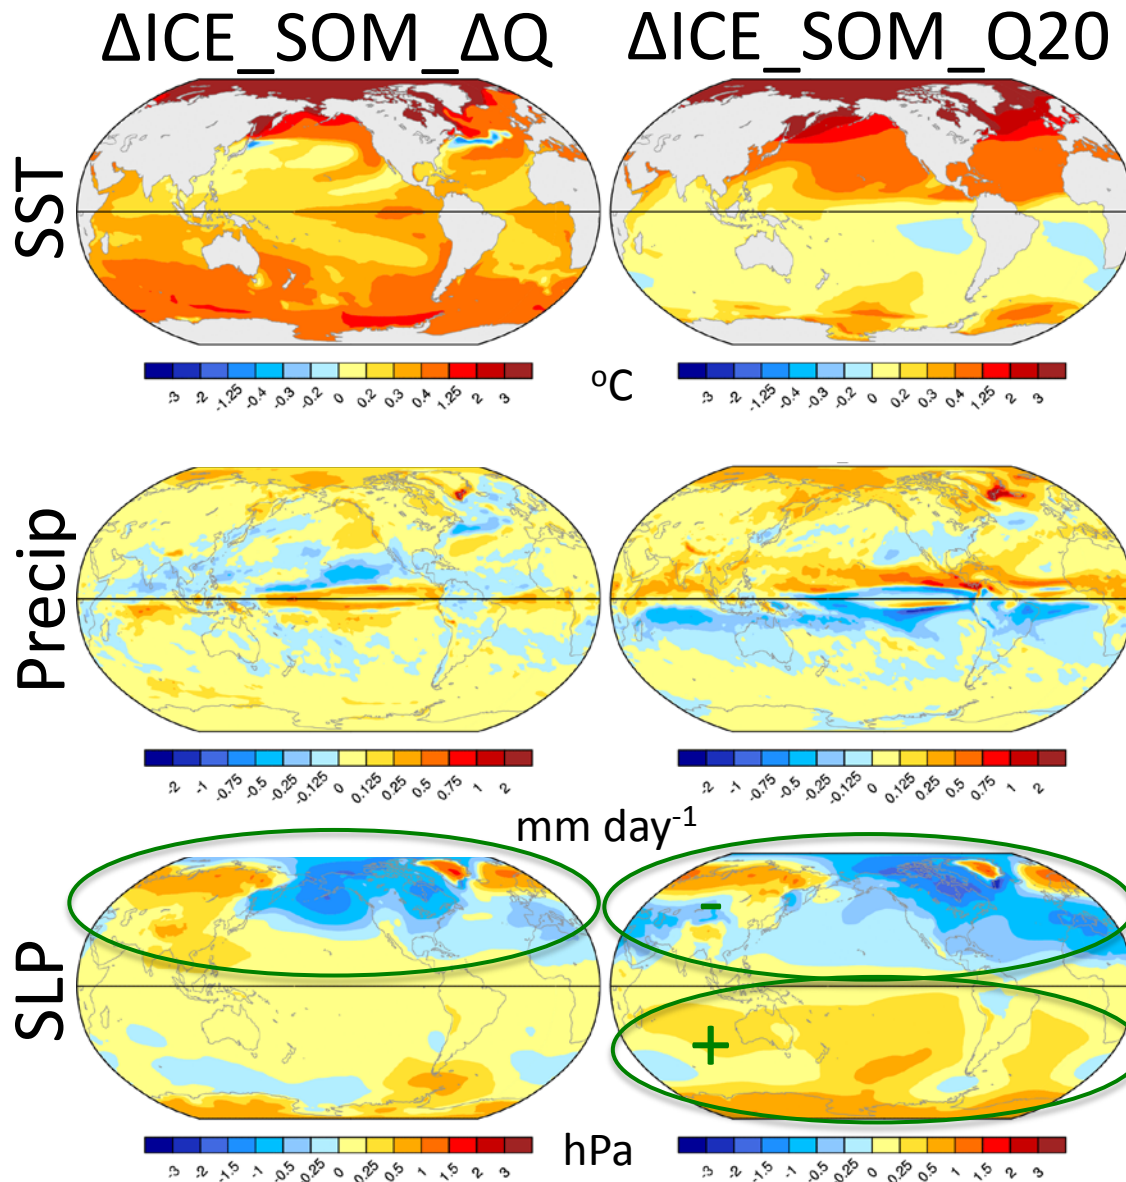 ΔICE_SOM_ΔQ ΔICE_SOM_Q20
SST
-3 -2 -1.25 -0.4 -0.3 -0.2 0 0.2 0.3 0.4 1.25 2 3
ºC
-3 -2 -1.25 -0.4 -0.3 -0.2 0 0.2 0.3 0.4 1.25 2 3
Precip
-2 -1 -0.75 -0.5 -0.25 -0.125 0 0.125 0.25 0.5 0.75 1 2
-2 -1 -0.75 -0.5 -0.25 -0.125 0 0.125 0.25 0.5 0.75 1 2
mm day-1
SLP
-
+
-3 -2 -1.5 -1 -0.5 -0.25 0 0.25 0.5 1 1.5 2 3
hPa
-3 -2 -1.5 -1 -0.5 -0.25 0 0.25 0.5 1 1.5 2 3